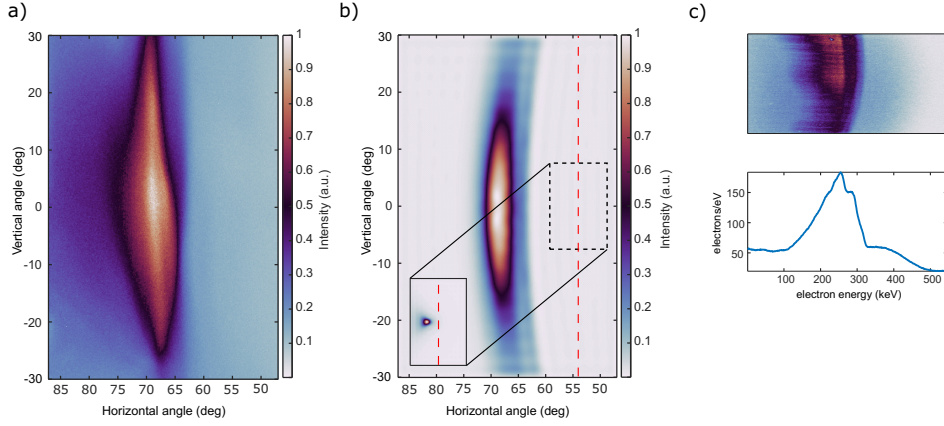 a)
30
20
10
0
-10
-20
-30
Vertical angle (deg)
85 80 75 70 65 60 55 50
Horizontal angle (deg)
1
0.9
0.8
0.7
0.6
0.5
0.4
0.3
0.2
0.1
Intensity (a.u.)
b)
30
20
10
0
-10
-20
-30
Vertical angle (deg)
85 80 75 70 65 60 55 50
Horizontal angle (deg)
1
0.9
0.8
0.7
0.6
0.5
0.4
0.3
0.2
0.1
Intensity (a.u.)
c)
150
100
50
electrons/eV
100 200 300 400 500
electron energy (keV)